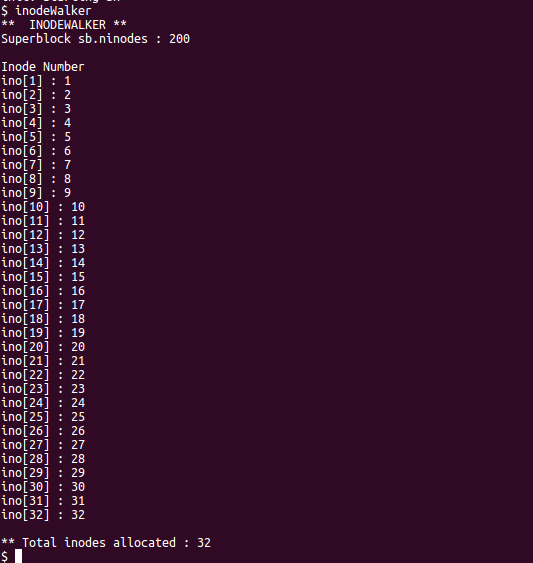 $ inodeWalker
**  INODEWALKER **
Superblock sb.ninodes : 200
Inode Number
ino[1] : 1
ino[2] : 2
ino[3] : 3
ino[4] : 4
ino[5] : 5
ino[6] : 6
ino[7] : 7
ino[8] : 8
ino[9] : 9
ino[10] : 10
ino[11] : 11
ino[12] : 12
ino[13] : 13
ino[14] : 14
ino[15] : 15
ino[16] : 16
ino[17] : 17
ino[18] : 18
ino[19] : 19
ino[20] : 20
ino[21] : 21
ino[22] : 22
ino[23] : 23
ino[24] : 24
ino[25] : 25
ino[26] : 26
ino[27] : 27
ino[28] : 28
ino[29] : 29
ino[30] : 30
ino[31] : 31
ino[32] : 32
** Total inodes allocated : 32
$